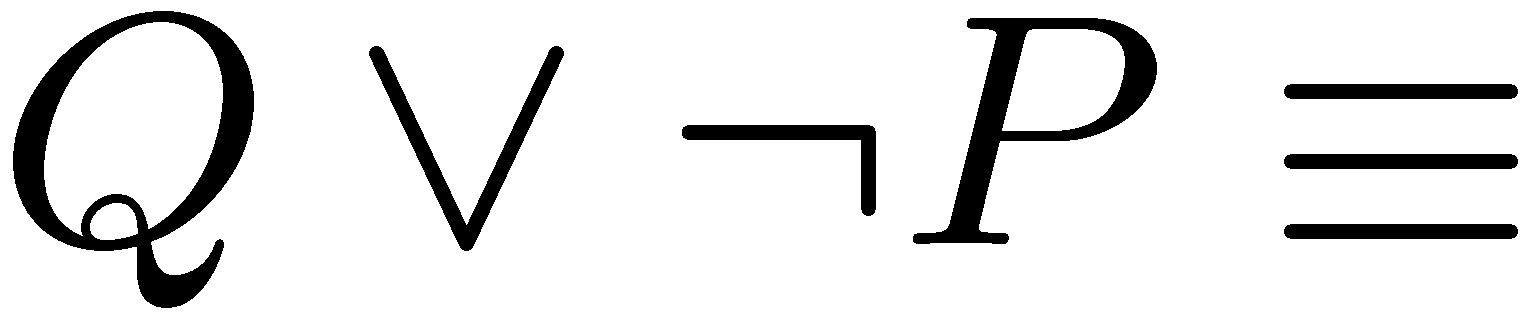 Q ∨ ¬P ≡